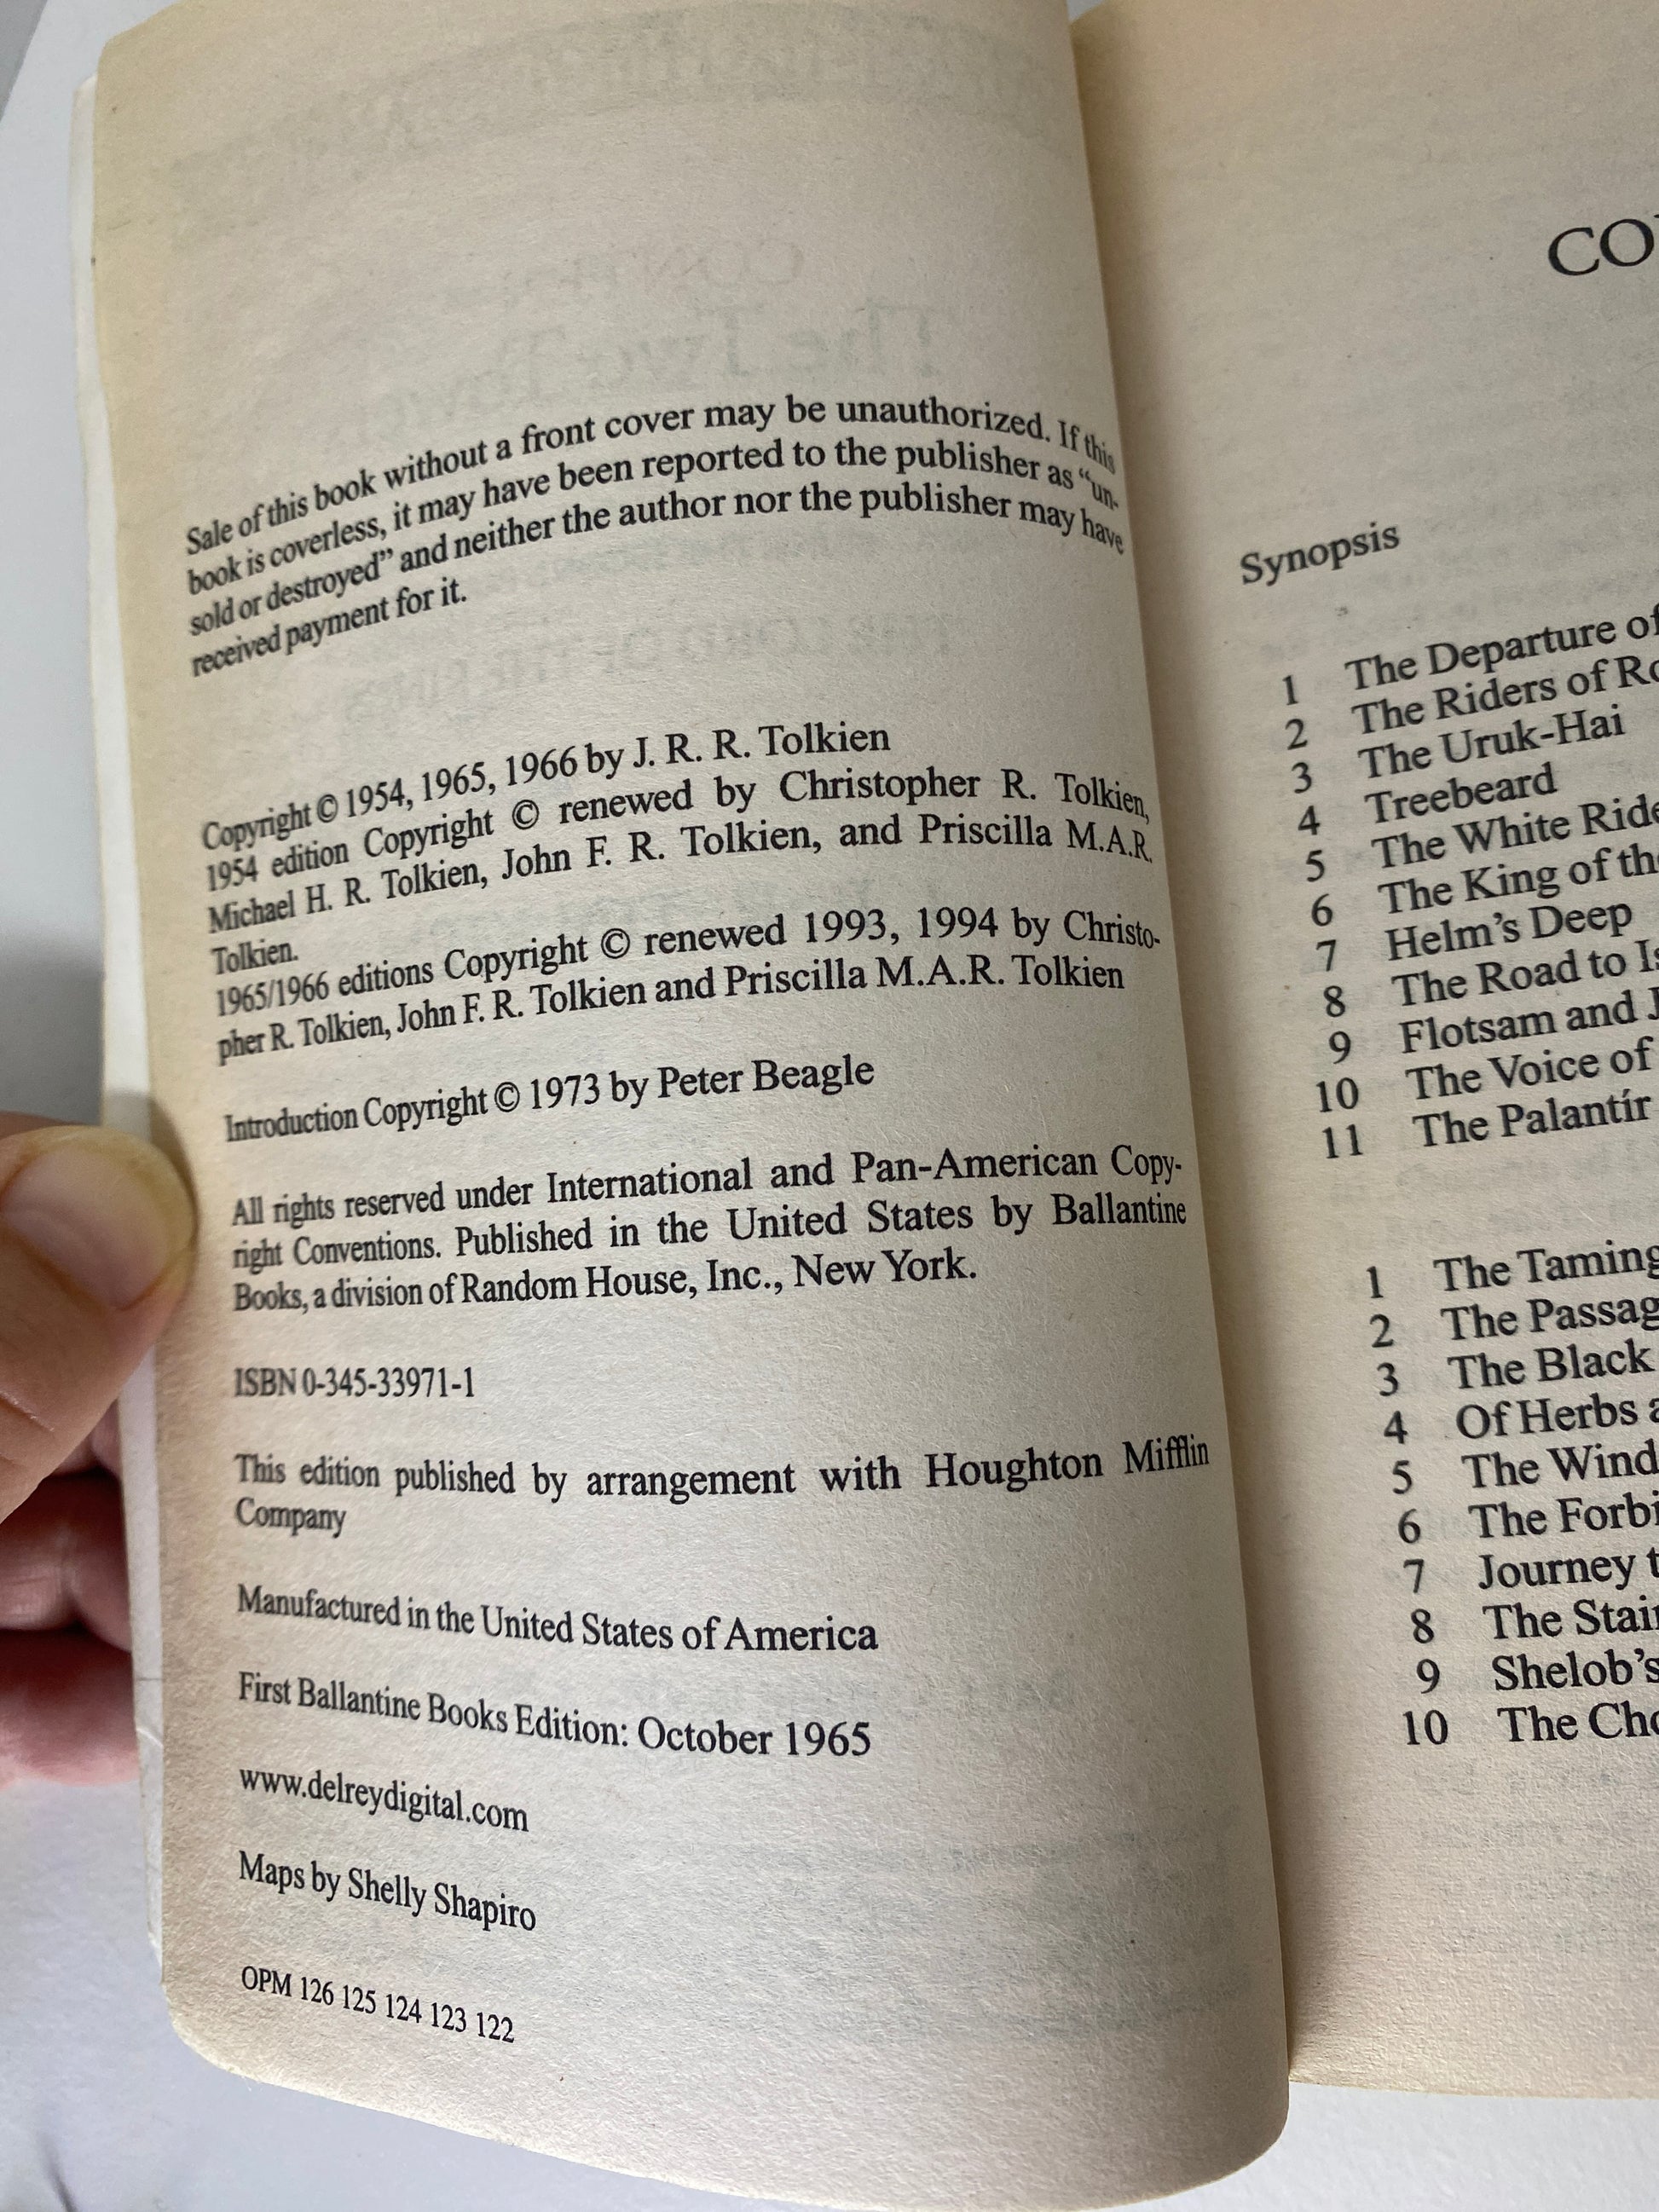 Sale of this book without a front cover may be unauthorized. If this
book is coverless, it may have been reported to the publisher as “un-
sold or destroyed” and neither the author nor the publisher may have
received payment for it.
Copyright © 1954, 1965, 1966 by J. R. R. Tolkien
1954 edition Copyright © renewed by Christopher R. Tolkien,
Michael H. R. Tolkien, John F. R. Tolkien, and Priscilla M.A.R.
Tolkien.
1965/1966 editions Copyright © renewed 1993, 1994 by Christo-
pher R. Tolkien, John F. R. Tolkien and Priscilla M.A.R. Tolkien
Introduction Copyright © 1973 by Peter Beagle
All rights reserved under International and Pan-American Copy-
right Conventions. Published in the United States by Ballantine
Books, a division of Random House, Inc., New York.
ISBN 0-345-33971-1
This edition published by arrangement with Houghton Mifflin
Company
Manufactured in the United States of America
First Ballantine Books Edition: October 1965
www.delreydigital.com
Maps by Shelly Shapiro
OPM 126 125 124 123 122
CO
Synopsis
1 The Departure of
2 The Riders of Ro
3 The Uruk-Hai
4 Treebeard
5 The White Ride
6 The King of the
7 Helm’s Deep
8 The Road to Is
9 Flotsam and J
10 The Voice of
11 The Palantír
1 The Taming
2 The Passag
3 The Black
4 Of Herbs a
5 The Wind
6 The Forbi
7 Journey t
8 The Stair
9 Shelob’s
10 The Cho